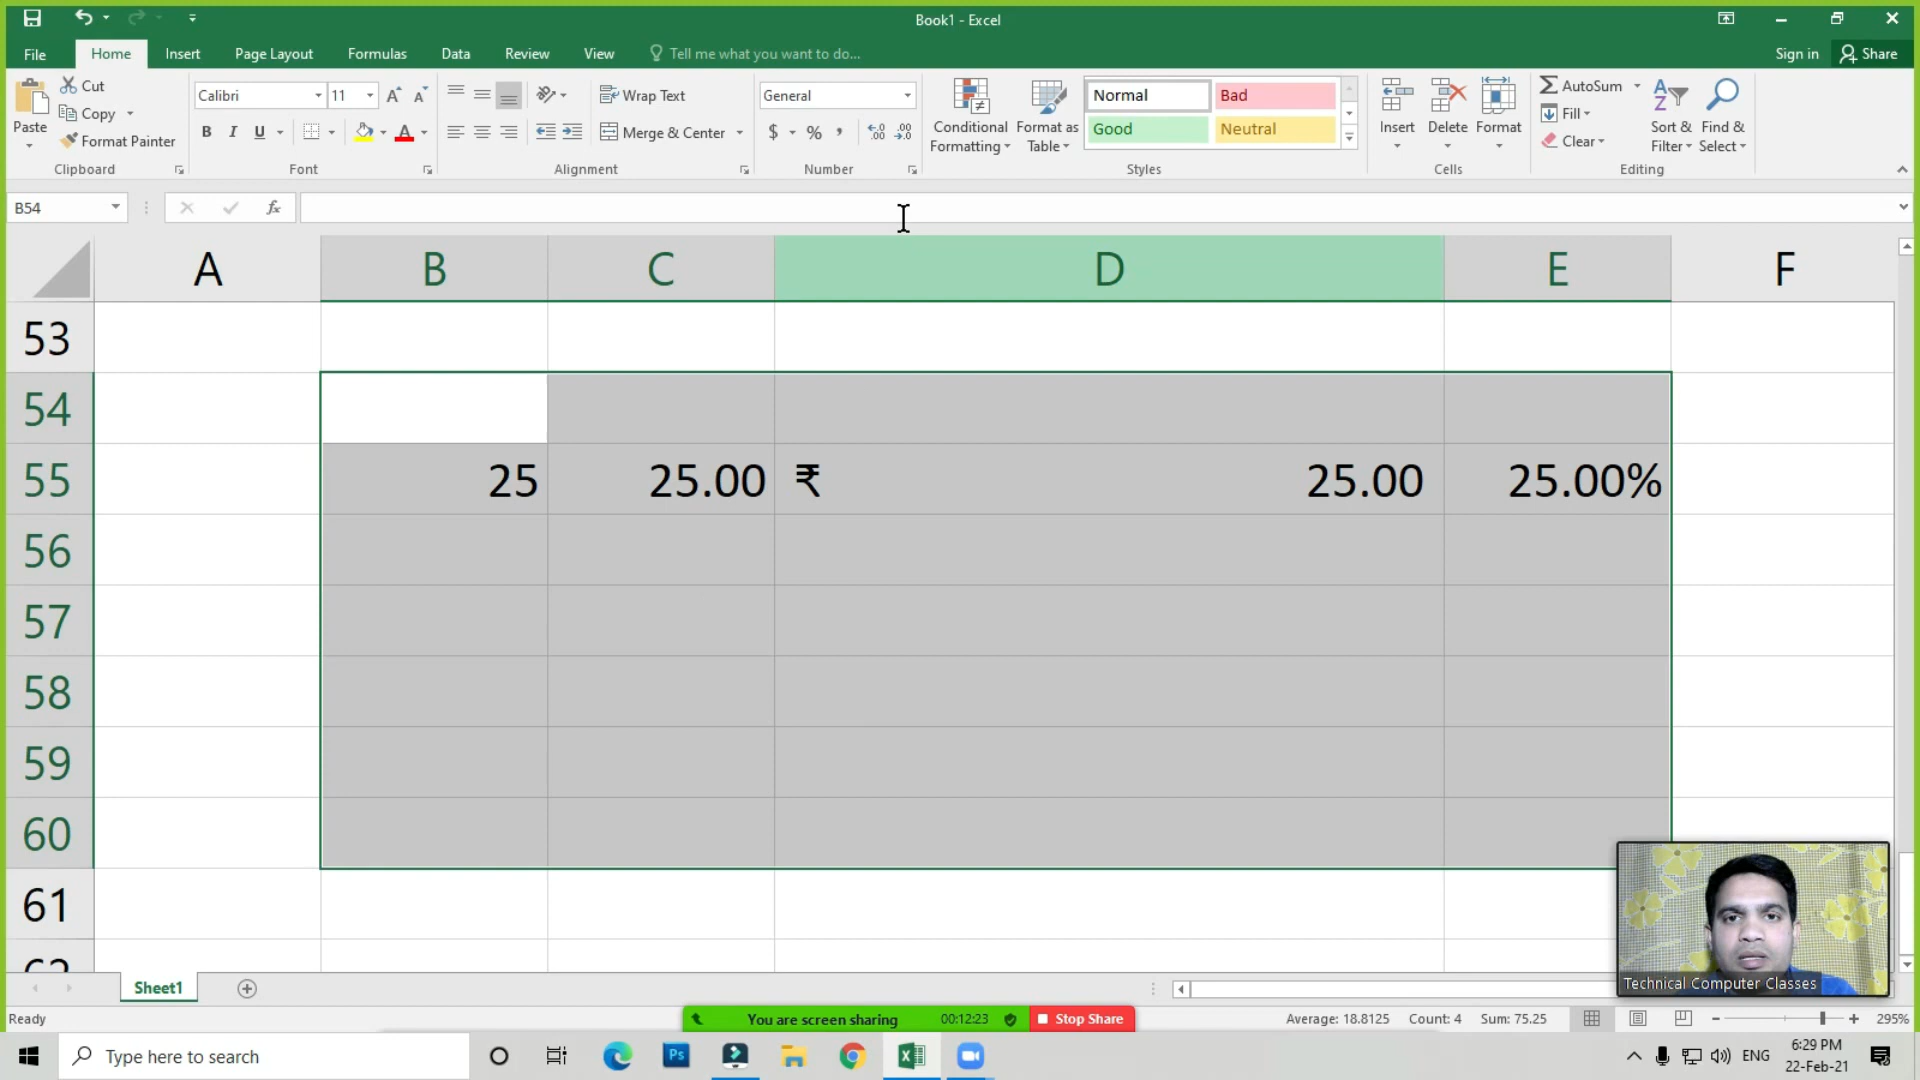 Book1 - Excel
File Home Insert Page Layout Formulas Data Review View Tell me what you want to do... Sign in Share
Paste
Cut
Copy
Format Painter
Clipboard
Calibri 11
B I U A
Font
Wrap Text
Merge & Center
Alignment
General
$ % ,
Number
Conditional Formatting
Format as Table
Normal Bad
Good Neutral
Styles
Insert Delete Format
Cells
AutoSum
Fill
Clear
Sort & Filter
Find & Select
Editing
B54 fx
A B C D E F
53
54
55 25 25.00 ₹ 25.00 25.00%
56
57
58
59
60
61
62
Technical Computer Classes
Sheet1
Ready
You are screen sharing 00:12:23 Stop Share
Average: 18.8125 Count: 4 Sum: 75.25 295%
Type here to search
Ps
ENG
6:29 PM
22-Feb-21